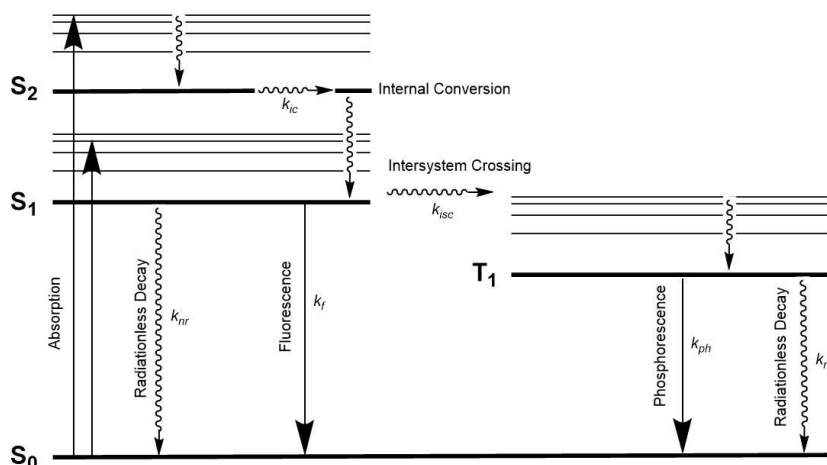 S2
kic
Internal Conversion
Intersystem Crossing
kisc
S1
T1
Absorption
Radiationless Decay
knr
Fluorescence
kf
Phosphorescence
kph
Radiationless Decay
S0